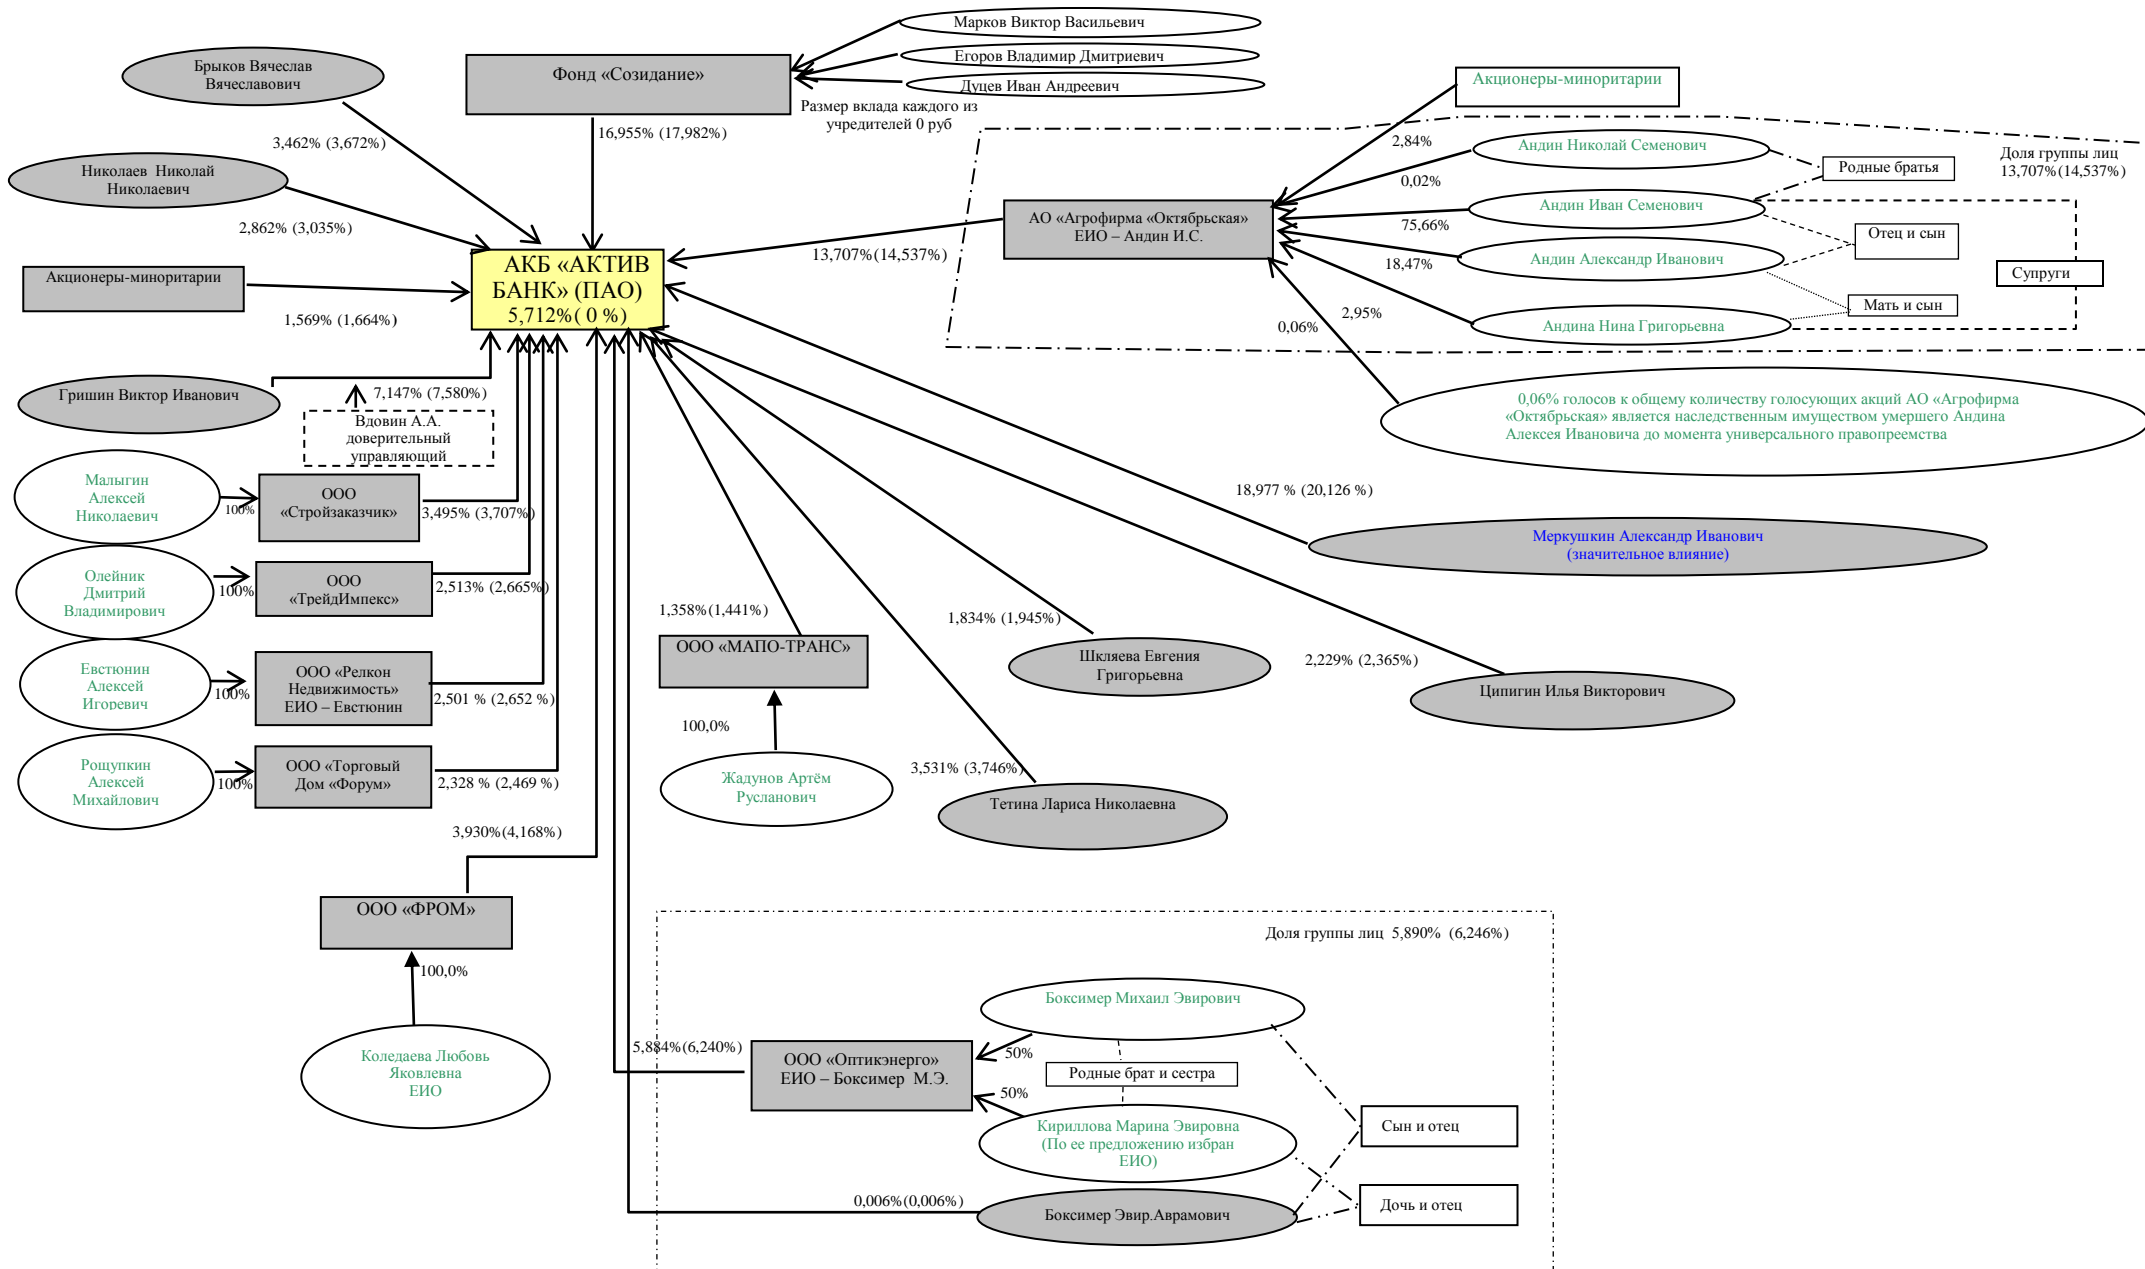 Марков Виктор Васильевич
Егоров Владимир Дмитриевич
Дуцев Иван Андреевич
Размер вклада каждого из
учредителей 0 руб
Фонд «Созидание»
16,955% (17,982%)
Брыков Вячеслав
Вячеславович
3,462% (3,672%)
Николаев Николай
Николаевич
2,862% (3,035%)
Акционеры-миноритарии
1,569% (1,664%)
АКБ «АКТИВ
БАНК» (ПАО)
5,712%( 0 %)
13,707%(14,537%)
АО «Агрофирма «Октябрьская»
ЕИО – Андин И.С.
Акционеры-миноритарии
2,84%
Андин Николай Семенович
0,02%
Родные братья
Доля группы лиц
13,707%(14,537%)
Андин Иван Семенович
75,66%
Отец и сын
Андин Александр Иванович
18,47%
Супруги
Мать и сын
Андина Нина Григорьевна
2,95%
0,06%
0,06% голосов к общему количеству голосующих акций АО «Агрофирма
«Октябрьская» является наследственным имуществом умершего Андина
Алексея Ивановича до момента универсального правопреемства
Гришин Виктор Иванович
7,147% (7,580%)
Вдовин А.А.
доверительный
управляющий
Малыгин
Алексей
Николаевич
100%
ООО
«Стройзаказчик»
3,495% (3,707%)
Олейник
Дмитрий
Владимирович
100%
ООО
«ТрейдИмпекс»
2,513% (2,665%)
Евстюнин
Алексей
Игоревич
100%
ООО «Релкон
Недвижимость»
ЕИО – Евстюнин
2,501 % (2,652 %)
Рощупкин
Алексей
Михайлович
100%
ООО «Торговый
Дом «Форум»
2,328 % (2,469 %)
3,930%(4,168%)
ООО «ФРОМ»
100,0%
Коледаева Любовь
Яковлевна
ЕИО
1,358%(1,441%)
ООО «МАПО-ТРАНС»
100,0%
Жадунов Артём
Русланович
3,531% (3,746%)
Тетина Лариса Николаевна
1,834% (1,945%)
Шкляева Евгения
Григорьевна
18,977 % (20,126 %)
Меркушкин Александр Иванович
(значительное влияние)
2,229% (2,365%)
Ципигин Илья Викторович
Доля группы лиц 5,890% (6,246%)
5,884%(6,240%)
ООО «Оптикэнерго»
ЕИО – Боксимер М.Э.
Боксимер Михаил Эвирович
50%
Родные брат и сестра
50%
Кириллова Марина Эвировна
(По ее предложению избран
ЕИО)
Сын и отец
Дочь и отец
0,006%(0,006%)
Боксимер Эвир.Аврамович